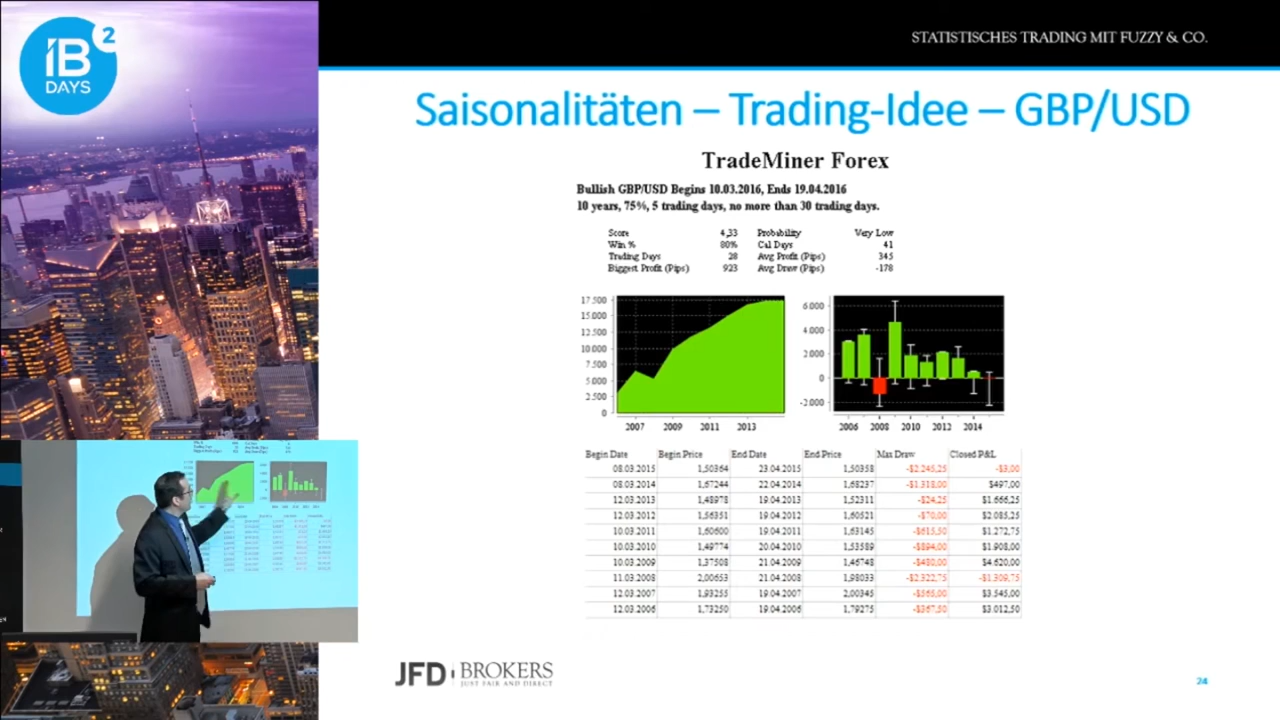 IB 2
DAYS
STATISTISCHES TRADING MIT FUZZY & CO.
Saisonalitäten – Trading-Idee – GBP/USD
TradeMiner Forex
Bullish GBP/USD Begins 10.03.2016, Ends 19.04.2016
10 years, 75%, 5 trading days, no more than 30 trading days.
Score 4,33 Probability Very Low
Win % 80% Cal Days 41
Trading Days 28 Avg Profit (Pips) 345
Biggest Profit (Pips) 923 Avg Draw (Pips) -178
17.500
15.000
12.500
10.000
7.500
5.000
2.500
0
2007 2009 2011 2013
6.000
4.000
2.000
0
-2.000
2006 2008 2010 2012 2014
Begin Date Begin Price End Date End Price Max Draw Closed P&L
08.03.2015 1,50364 23.04.2015 1,50358 -$2.245,25 -$3,00
08.03.2014 1,67244 22.04.2014 1,68237 -$1.318,00 $497,00
12.03.2013 1,48978 19.04.2013 1,52311 -$24,25 $1.666,25
12.03.2012 1,56351 19.04.2012 1,60521 -$70,00 $2.085,25
10.03.2011 1,60600 19.04.2011 1,63145 -$615,50 $1.272,75
10.03.2010 1,49774 20.04.2010 1,53589 -$894,00 $1.908,00
10.03.2009 1,37508 21.04.2009 1,46748 -$480,00 $4.620,00
11.03.2008 2,00653 21.04.2008 1,98033 -$2.322,75 -$1.309,75
12.03.2007 1,93255 19.04.2007 2,00345 -$565,00 $3.545,00
12.03.2006 1,73250 19.04.2006 1,79275 -$367,50 $3.012,50
JFD BROKERS
JUST FAIR AND DIRECT
24